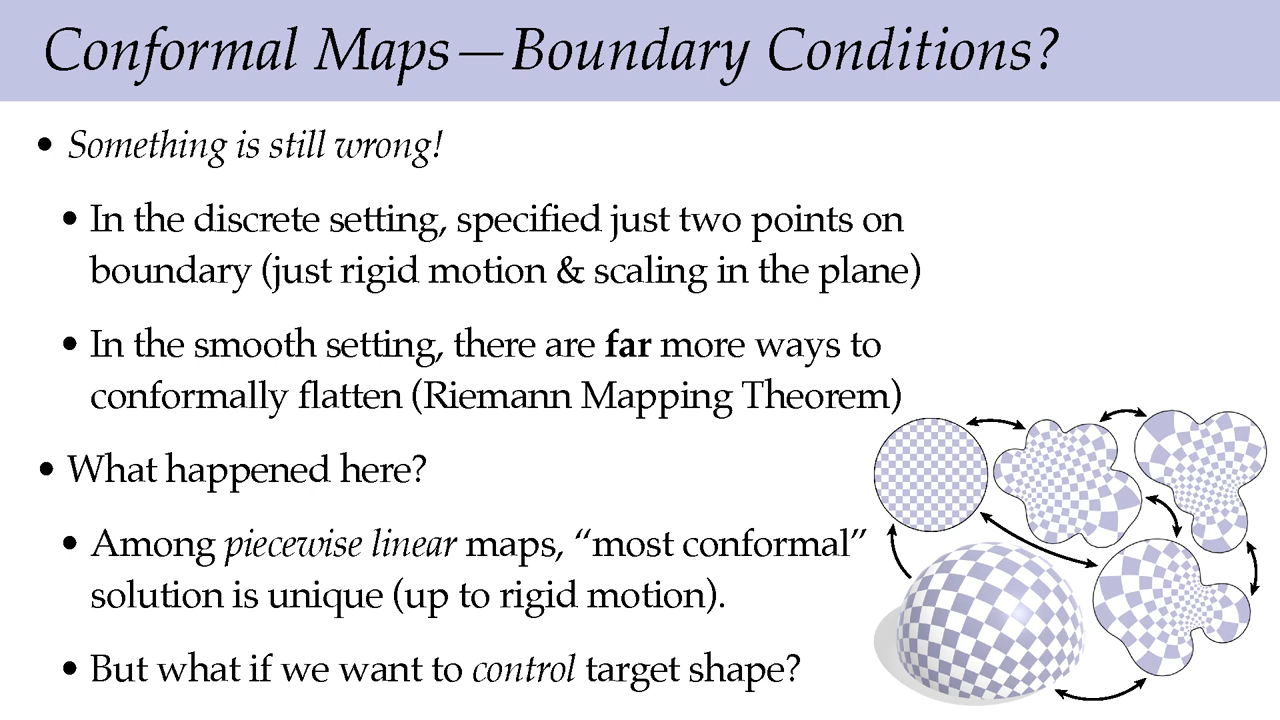 Conformal Maps—Boundary Conditions?
• Something is still wrong!
• In the discrete setting, specified just two points on
boundary (just rigid motion & scaling in the plane)
• In the smooth setting, there are far more ways to
conformally flatten (Riemann Mapping Theorem)
• What happened here?
• Among piecewise linear maps, “most conformal”
solution is unique (up to rigid motion).
• But what if we want to control target shape?